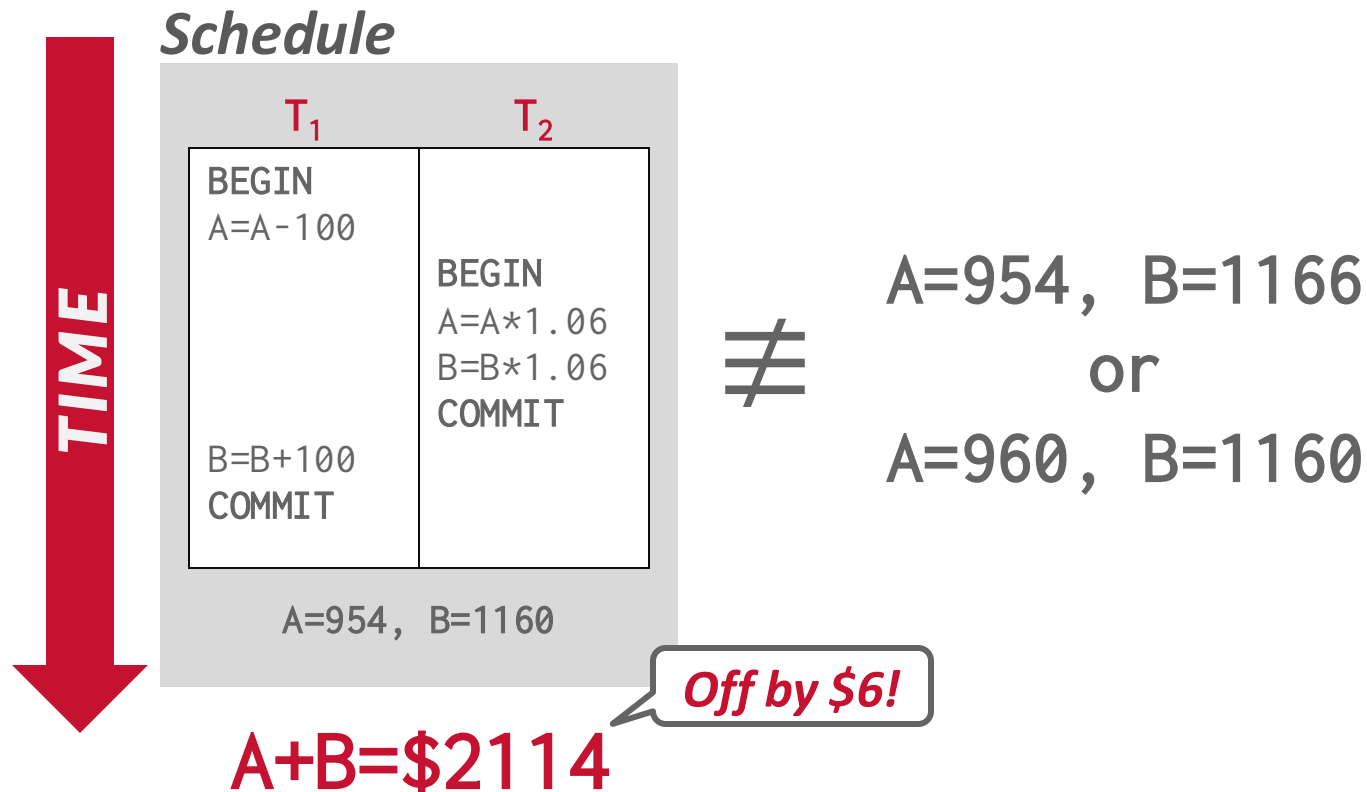 Schedule
TIME
T1 T2
BEGIN
A=A-100
BEGIN
A=A*1.06
B=B*1.06
COMMIT
B=B+100
COMMIT
A=954, B=1160
≢
A=954, B=1166
or
A=960, B=1160
Off by $6!
A+B=$2114